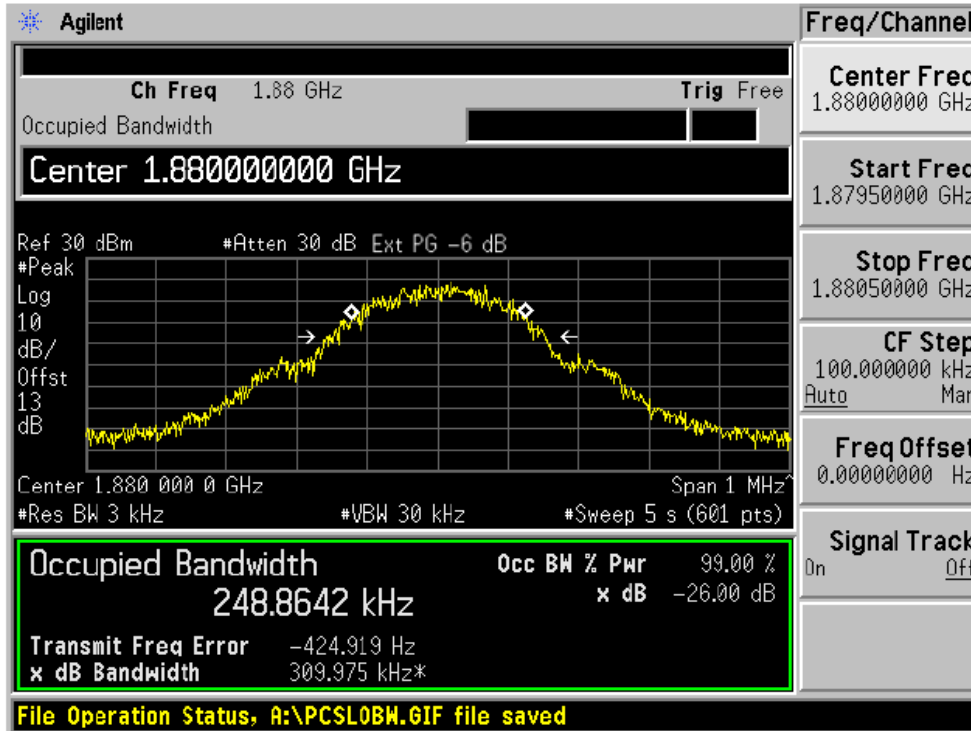 Agilent
Freq/Channel
Ch Freq 1.88 GHz Trig Free
Occupied Bandwidth
Center 1.880000000 GHz
Ref 30 dBm #Atten 30 dB Ext PG -6 dB
#Peak
Log
10
dB/
Offst
13
dB
Center 1.880 000 0 GHz Span 1 MHz^
#Res BW 3 kHz #VBW 30 kHz #Sweep 5 s (601 pts)
Occupied Bandwidth
248.8642 kHz
Occ BW % Pwr 99.00 %
x dB -26.00 dB
Transmit Freq Error -424.919 Hz
x dB Bandwidth 309.975 kHz*
File Operation Status, A:\PCSLOBW.GIF file saved
Center Freq
1.88000000 GHz
Start Freq
1.87950000 GHz
Stop Freq
1.88050000 GHz
CF Step
100.000000 kHz
Auto Man
Freq Offset
0.00000000 Hz
Signal Track
On Off